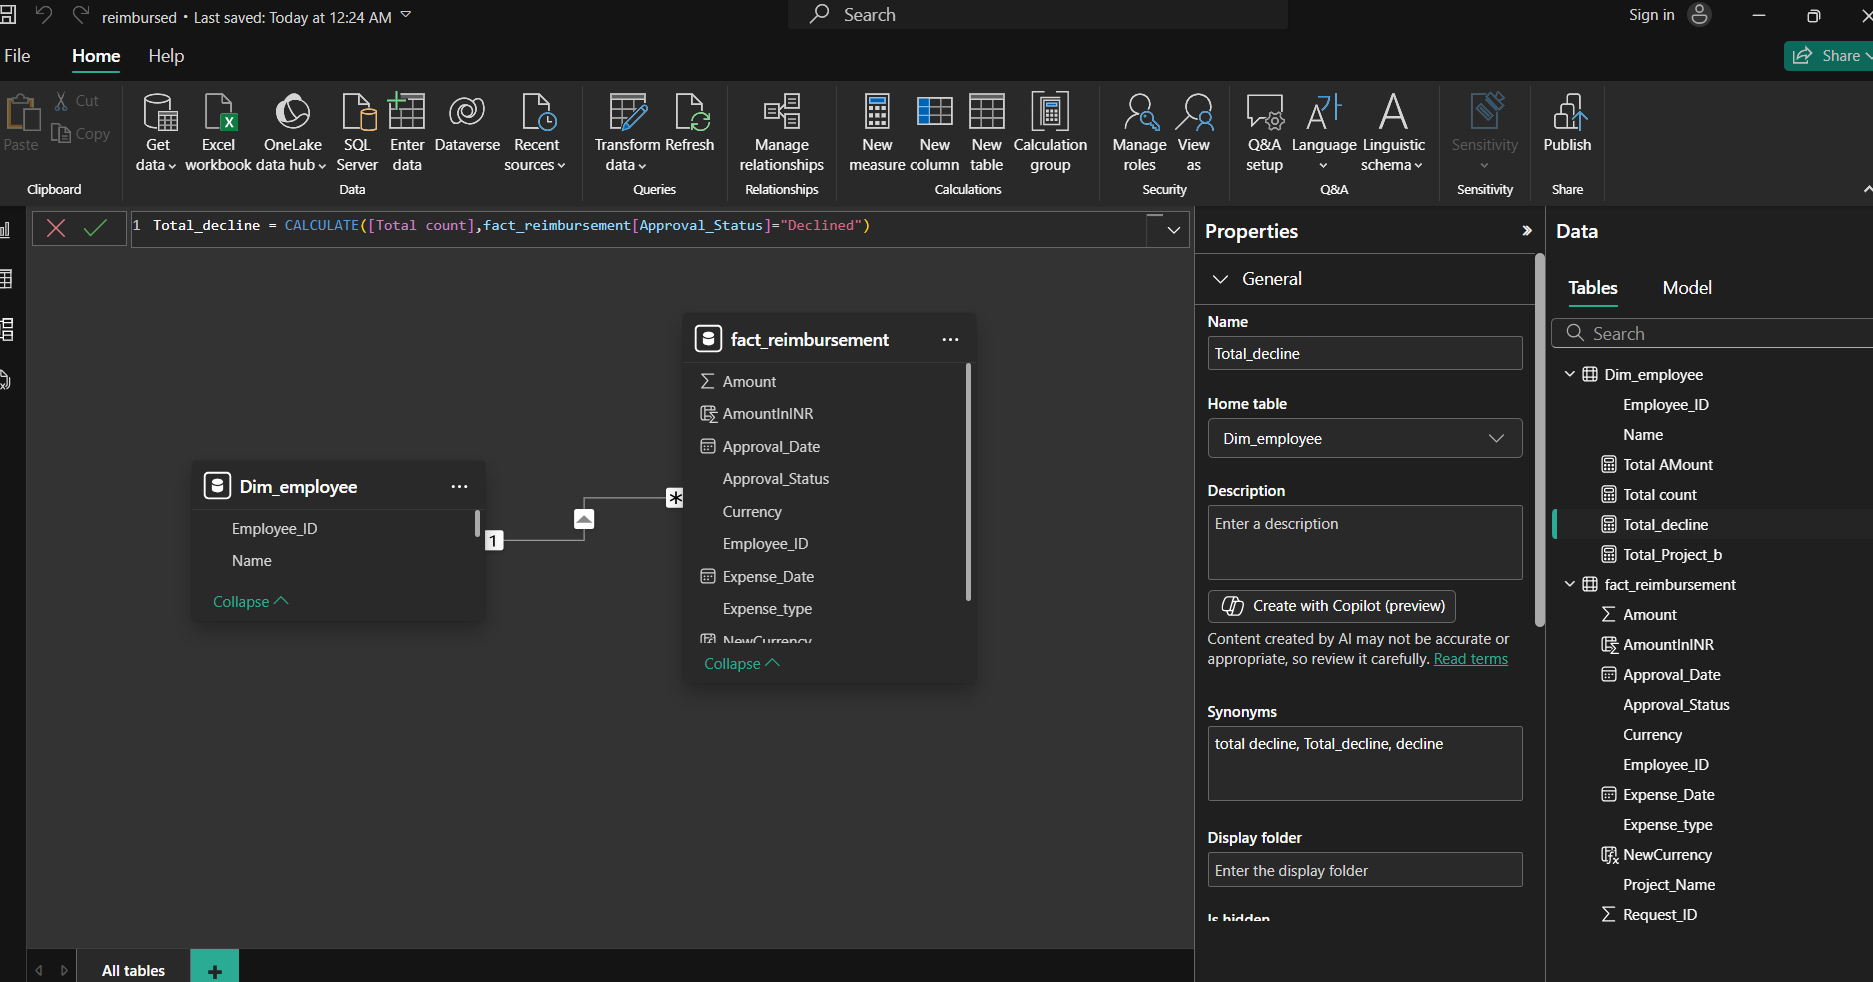 reimbursed • Last saved: Today at 12:24 AM
Search
Sign in
File
Home
Help
Share
Paste
Cut
Copy
Clipboard
Get data
Excel workbook
OneLake data hub
SQL Server
Enter data
Dataverse
Recent sources
Data
Transform data
Refresh
Queries
Manage relationships
Relationships
New measure
New column
New table
Calculation group
Calculations
Manage roles
View as
Security
Q&A setup
Language
Linguistic schema
Q&A
Sensitivity
Sensitivity
Publish
Share
1 Total_decline = CALCULATE([Total count],fact_reimbursement[Approval_Status]="Declined")
fact_reimbursement
Amount
AmountInINR
Approval_Date
Approval_Status
Currency
Employee_ID
Expense_Date
Expense_type
NewCurrency
Collapse
Dim_employee
Employee_ID
Name
Collapse
1
*
All tables
+
Properties
General
Name
Total_decline
Home table
Dim_employee
Description
Enter a description
Create with Copilot (preview)
Content created by AI may not be accurate or
appropriate, so review it carefully. Read terms
Synonyms
total decline, Total_decline, decline
Display folder
Enter the display folder
Is hidden
Data
Tables
Model
Search
Dim_employee
Employee_ID
Name
Total AMount
Total count
Total_decline
Total_Project_b
fact_reimbursement
Amount
AmountInINR
Approval_Date
Approval_Status
Currency
Employee_ID
Expense_Date
Expense_type
NewCurrency
Project_Name
Request_ID